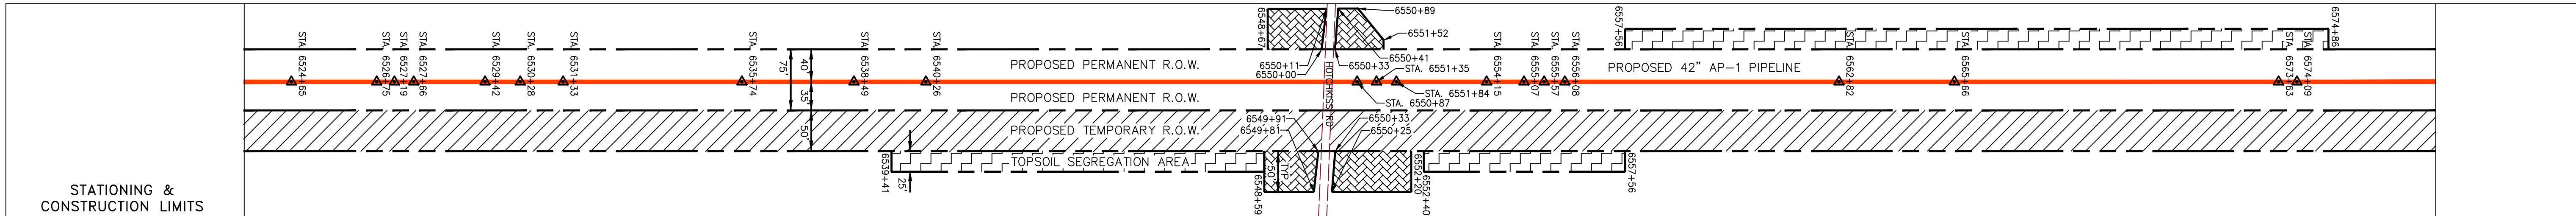 STATIONING &
CONSTRUCTION LIMITS
STA. 6524+65
STA. 6526+75
STA. 6527+19
STA. 6527+66
STA. 6529+42
STA. 6530+28
STA. 6531+33
STA. 6535+74
75'
40'
35'
50'
STA. 6538+49
STA. 6540+26
PROPOSED PERMANENT R.O.W.
PROPOSED PERMANENT R.O.W.
PROPOSED TEMPORARY R.O.W.
TOPSOIL SEGREGATION AREA
6539+41
25'
6548+67
6550+11
6550+00
6549+91
6549+81
6548+59
50'
TYP
HOTCHKISS RD
6550+89
6551+52
6550+41
6550+33
STA. 6551+35
STA. 6551+84
STA. 6550+87
6550+33
6550+25
6552+20
6552+40
STA. 6554+15
STA. 6555+07
STA. 6555+57
STA. 6556+08
6557+56
6557+56
PROPOSED 42" AP-1 PIPELINE
STA. 6562+82
STA. 6565+66
STA. 6573+63
STA. 6574+09
6574+86